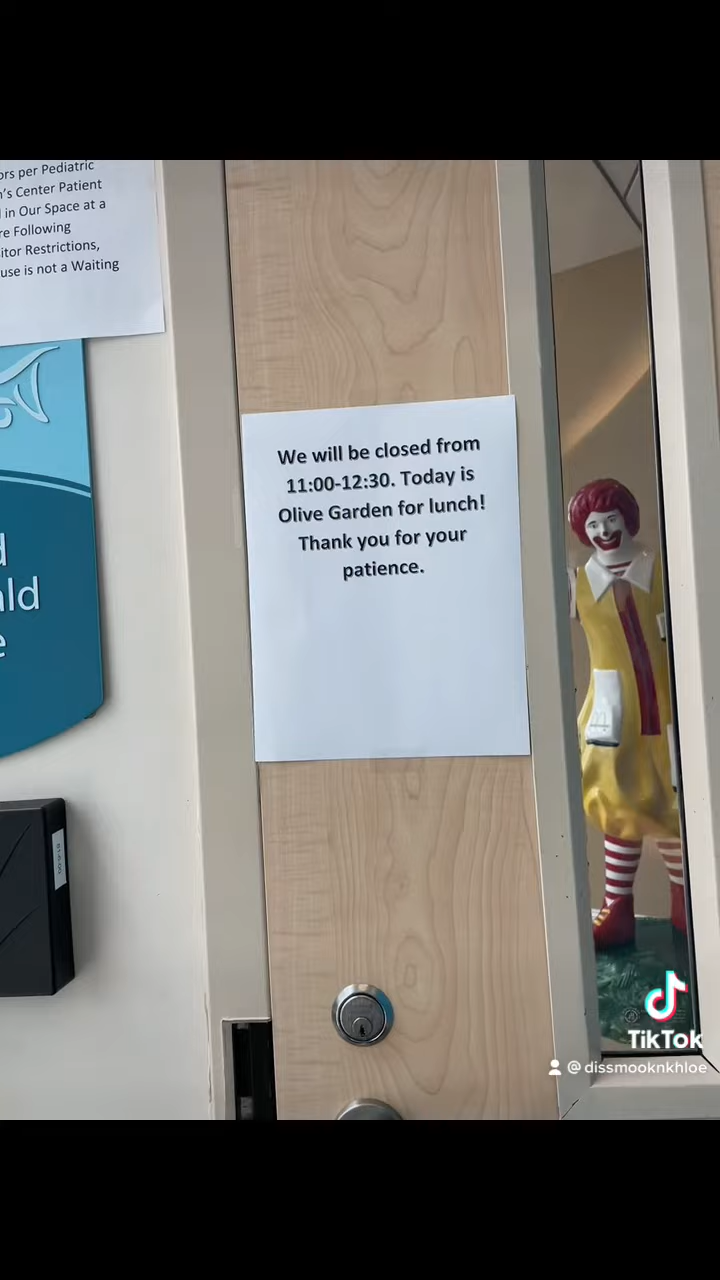 ors per Pediatric
n's Center Patient
d in Our Space at a
re Following
itor Restrictions,
use is not a Waiting
We will be closed from
11:00-12:30. Today is
Olive Garden for lunch!
Thank you for your
patience.
d
ald
e
TikTok
@dissmooknkhloe